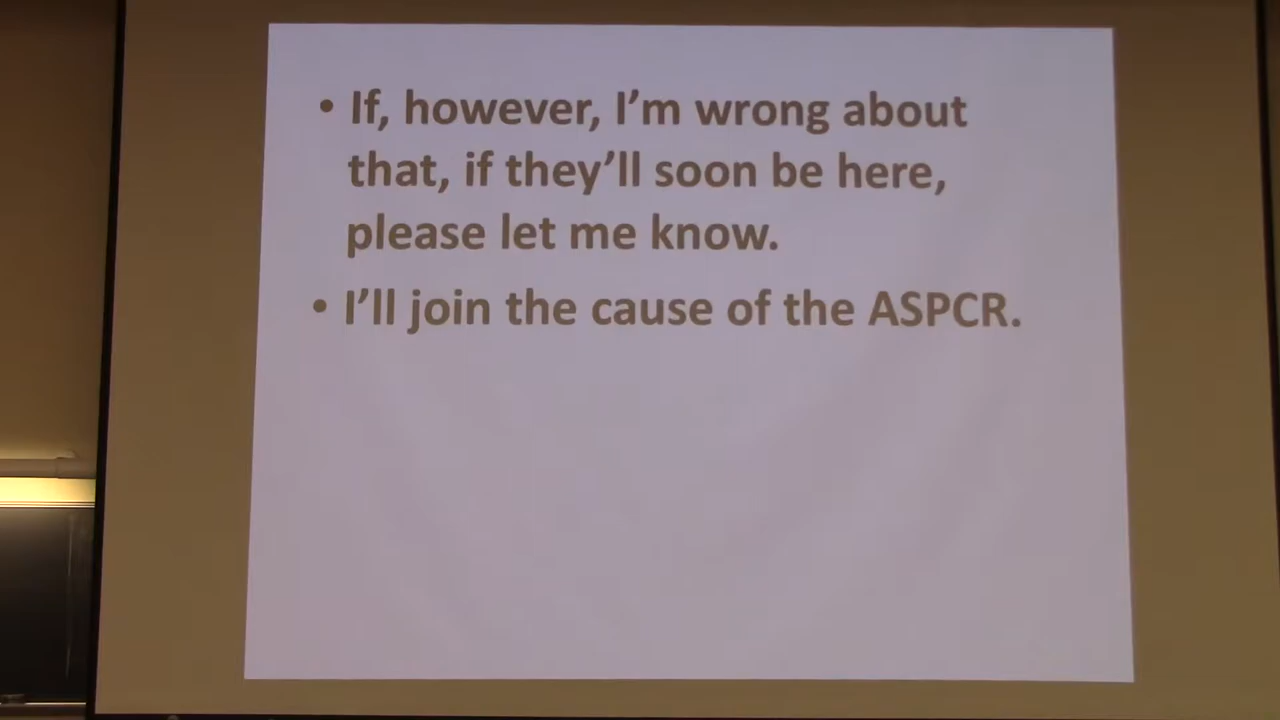 • If, however, I’m wrong about
that, if they’ll soon be here,
please let me know.
• I’ll join the cause of the ASPCR.